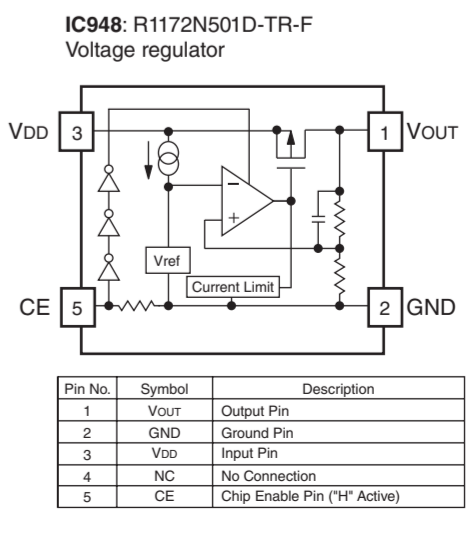 IC948: R1172N501D-TR-F
Voltage regulator
VDD 3
1 VOUT
−
+
Vref
Current Limit
CE 5
2 GND
Pin No. Symbol Description
1 VOUT Output Pin
2 GND Ground Pin
3 VDD Input Pin
4 NC No Connection
5 CE Chip Enable Pin ("H" Active)